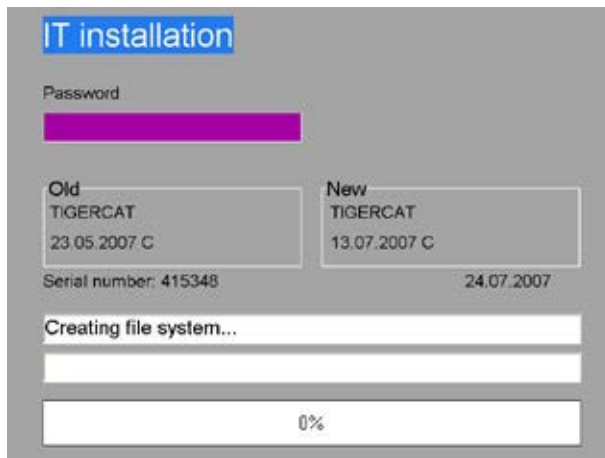 IT installation
Password
Old
TIGERCAT
23.05.2007 C
New
TIGERCAT
13.07.2007 C
Serial number: 415348
24.07.2007
Creating file system...
0%